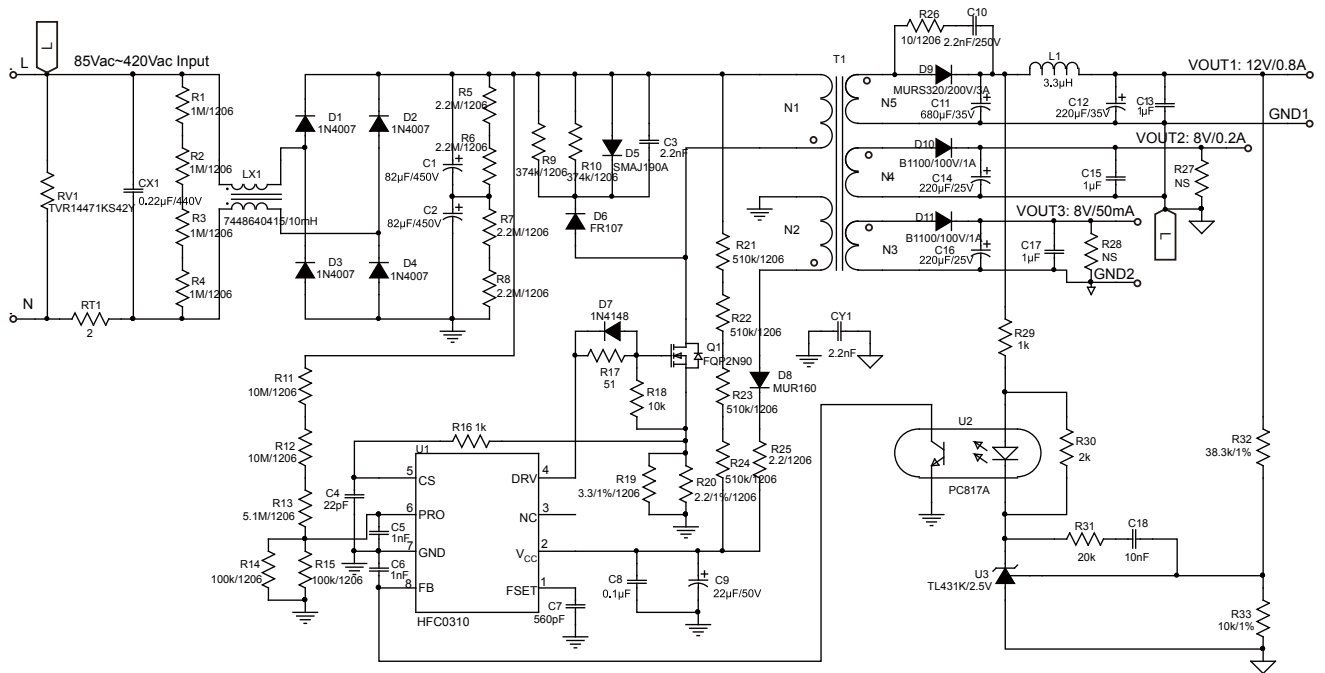 L
L
85Vac~420Vac Input
R1
1M/1206
R2
1M/1206
R3
1M/1206
R4
1M/1206
RV1
TVR14471KS42Y
CX1
0.22µF/440V
LX1
7448640415/10mH
N
RT1
2
D1
1N4007
D2
1N4007
D3
1N4007
D4
1N4007
C1
82µF/450V
C2
82µF/450V
R5
2.2M/1206
R6
2.2M/1206
R7
2.2M/1206
R8
2.2M/1206
R9
374k/1206
R10
374k/1206
D5
SMAJ190A
C3
2.2nF
D6
FR107
D7
1N4148
R17
51
R18
10k
Q1
FQP2N90
R21
510k/1206
R22
510k/1206
R23
510k/1206
R24
510k/1206
D8
MUR160
R25
2.2/1206
T1
N1
N2
N5
N4
N3
R26
10/1206
C10
2.2nF/250V
D9
MURS320/200V/3A
C11
680µF/35V
L1
3.3µH
C12
220µF/35V
C13
1µF
VOUT1: 12V/0.8A
GND1
D10
B1100/100V/1A
C14
220µF/25V
C15
1µF
VOUT2: 8V/0.2A
R27
NS
L
D11
B1100/100V/1A
C16
220µF/25V
C17
1µF
VOUT3: 8V/50mA
R28
NS
GND2
CY1
2.2nF
R29
1k
U2
PC817A
R30
2k
R31
20k
C18
10nF
U3
TL431K/2.5V
R32
38.3k/1%
R33
10k/1%
R11
10M/1206
R12
10M/1206
R13
5.1M/1206
R14
100k/1206
R15
100k/1206
R16 1k
C4
22pF
C5
1nF
C6
1nF
U1
5
CS
6
PRO
7
GND
8
FB
4
DRV
3
NC
2
VCC
1
FSET
HFC0310
R19
3.3/1%/1206
R20
2.2/1%/1206
C7
560pF
C8
0.1µF
C9
22µF/50V